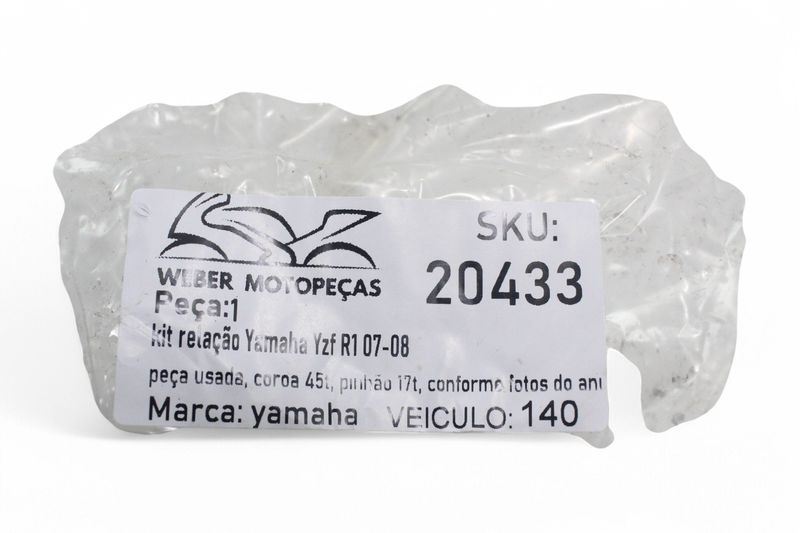 SKU:
20433
WEBER MOTOPEÇAS
Peça:1
kit relação Yamaha Yzf R1 07-08
peça usada, coroa 45t, pinhão 17t, conforme fotos do anu
Marca: yamaha VEICULO: 140